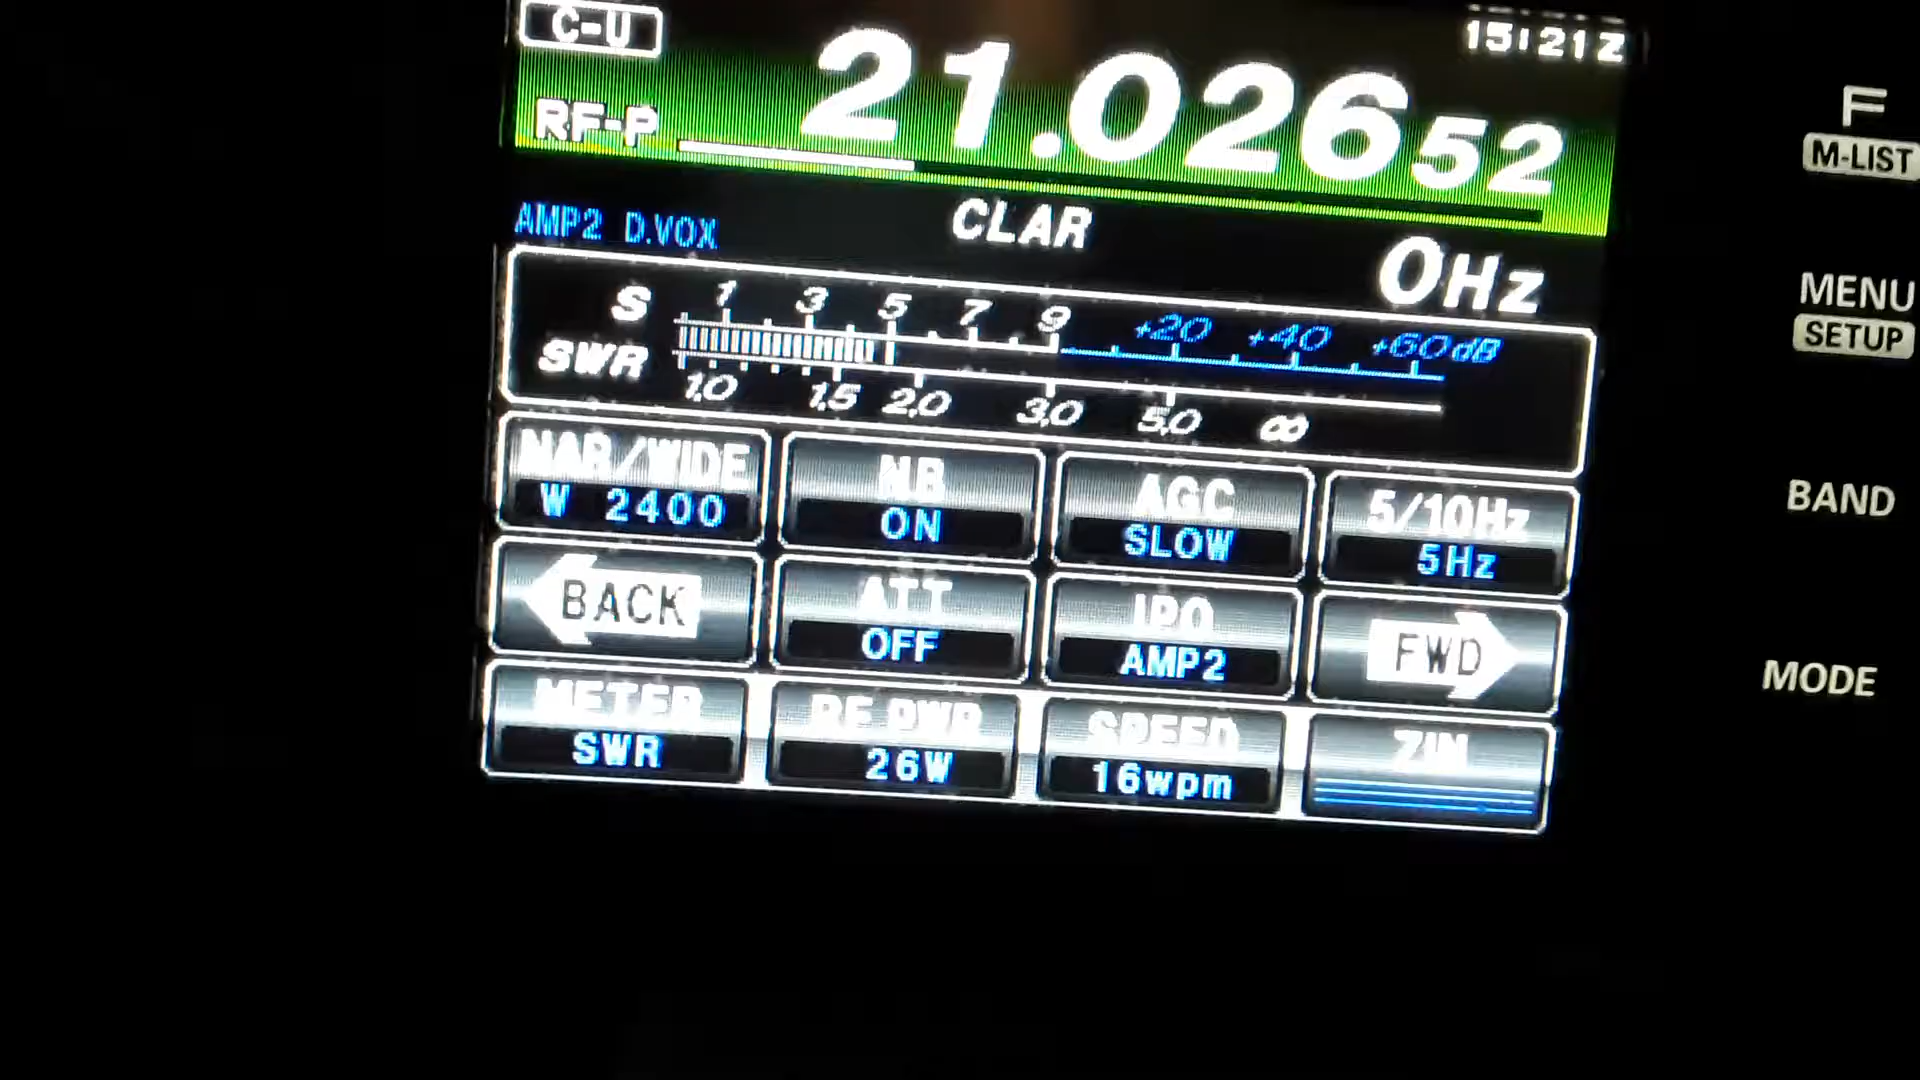 C-U 21.02652 15:21Z
RF-P
F
M-LIST
AMP2 D.VOX CLAR 0Hz
S 1 3 5 7 9 +20 +40 +60dB
SWR 1.0 1.5 2.0 3.0 5.0 ∞
MENU
SETUP
NAR/WIDE NB AGC 5/10Hz
W 2400 ON SLOW 5Hz
BAND
BACK ATT IPO FWD
OFF AMP2
MODE
METER RF PWR SPEED ZIN
SWR 26W 16wpm